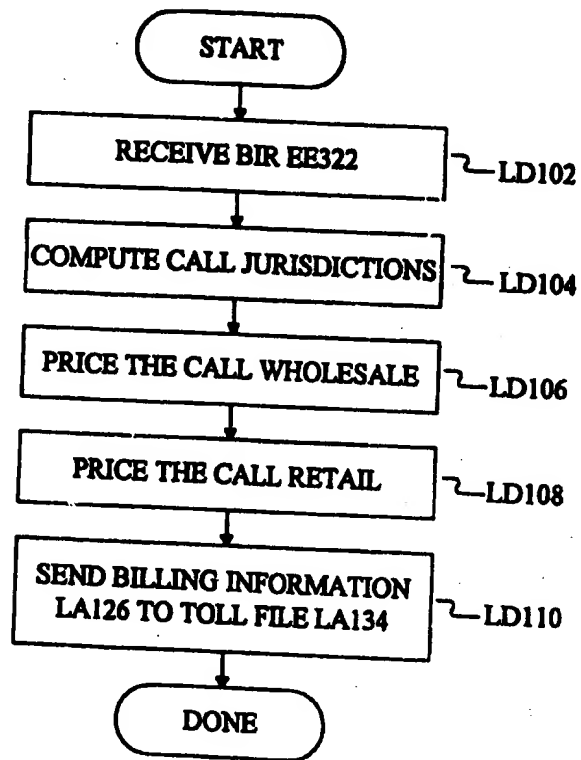 START
RECEIVE BIR EE322
LD102
COMPUTE CALL JURISDICTIONS
LD104
PRICE THE CALL WHOLESALE
LD106
PRICE THE CALL RETAIL
LD108
SEND BILLING INFORMATION
LA126 TO TOLL FILE LA134
LD110
DONE